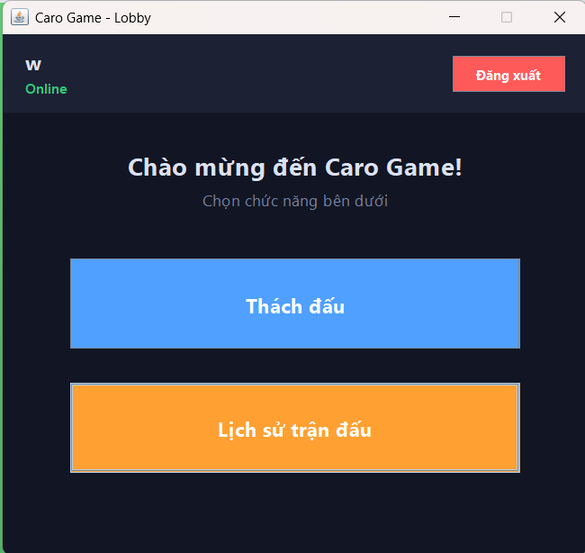 Caro Game - Lobby
w
Online
Đăng xuất
Chào mừng đến Caro Game!
Chọn chức năng bên dưới
Thách đấu
Lịch sử trận đấu